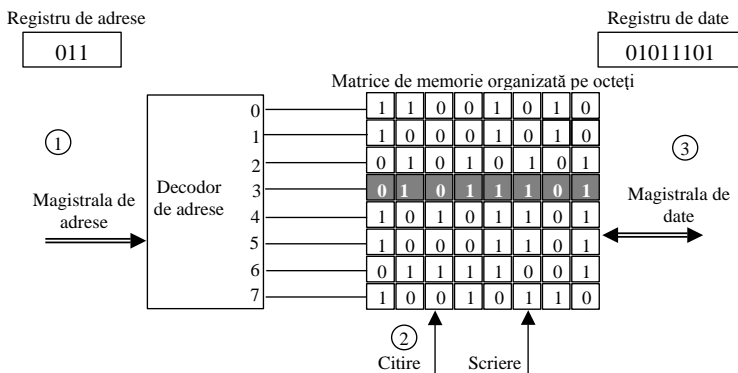 Registru de adrese
Registru de date
011
01011101
Matrice de memorie organizată pe octeți
0 1 1 0 0 1 0 1 0
1 1 0 0 0 1 0 1 0
2 0 1 0 1 0 1 0 1
3 0 1 0 1 1 1 0 1
4 1 0 1 0 1 1 0 1
5 1 0 0 0 1 1 0 1
6 0 1 1 1 1 0 0 1
7 1 0 0 1 0 1 1 0
1
3
Magistrala de
adrese
Decodor
de adrese
Magistrala de
date
2
Citire
Scriere